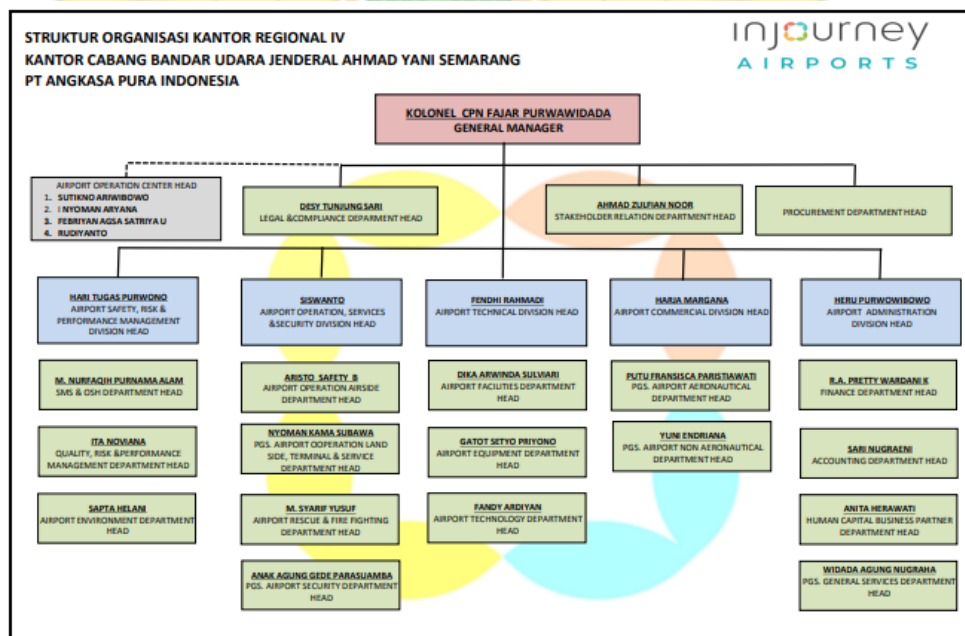 STRUKTUR ORGANISASI KANTOR REGIONAL IV
KANTOR CABANG BANDAR UDARA JENDERAL AHMAD YANI SEMARANG
PT ANGKASA PURA INDONESIA
injourney
AIRPORTS
KOLONEL CPN FAJAR PURWAWIDADA
GENERAL MANAGER
AIRPORT OPERATION CENTER HEAD
1. SUTIKNO ARIWIBOWO
2. I NYOMAN ARYANA
3. FEBRIYAN AGSA SATRIYA U
4. RUDIYANTO
DESY TUNJUNG SARI
LEGAL &COMPLIANCE DEPARMENT HEAD
AHMAD ZULFIAN NOOR
STAKEHOLDER RELATION DEPARTMENT HEAD
PROCUREMENT DEPARTMENT HEAD
HARI TUGAS PURWONO
AIRPORT SAFETY, RISK &
PERFORMANCE MANAGEMENT
DIVISION HEAD
SISWANTO
AIRPORT OPERATION, SERVICES
&SECURITY DIVISION HEAD
FENDHI RAHMADI
AIRPORT TECHNICAL DIVISION HEAD
HARJA MARGANA
AIRPORT COMMERCIAL DIVISION HEAD
HERU PURWOWIBOWO
AIRPORT ADMINISTRATION
DIVISION HEAD
M. NURFAQIH PURNAMA ALAM
SMS & OSH DEPARTMENT HEAD
ARISTO SAFETY B
AIRPORT OPERATION AIRSIDE
DEPARTMENT HEAD
DIKA ARWINDA SULVIARI
AIRPORT FACILITIES DEPARTMENT
HEAD
PUTU FRANSISCA PARISTIAWATI
PGS. AIRPORT AERONAUTICAL
DEPARTMENT HEAD
R.A. PRETTY WARDANI K
FINANCE DEPARTMENT HEAD
ITA NOVIANA
QUALITY, RISK &PERFORMANCE
MANAGEMENT DEPARTMENT HEAD
NYOMAN KAMA SUBAWA
PGS. AIRPORT OOPERATION LAND
SIDE, TERMINAL & SERVICE
DEPARTMENT HEAD
GATOT SETYO PRIYONO
AIRPORT EQUIPMENT DEPARTMENT
HEAD
YUNI ENDRIANA
PGS. AIRPORT NON AERONAUTICAL
DEPARTMENT HEAD
SARI NUGRAENI
ACCOUNTING DEPARTMENT HEAD
SAPTA HELANI
AIRPORT ENVIRONMENT DEPARTMENT
HEAD
M. SYARIF YUSUF
AIRPORT RESCUE & FIRE FIGHTING
DEPARTMENT HEAD
FANDY ARDIYAN
AIRPORT TECHNOLOGY DEPARTMENT
HEAD
ANITA HERAWATI
HUMAN CAPITAL BUSINESS PARTNER
DEPARTMENT HEAD
ANAK AGUNG GEDE PARASUAMBA
PGS. AIRPORT SECURITY DEPARTMENT
HEAD
WIDADA AGUNG NUGRAHA
PGS. GENERAL SERVICES DEPARTMENT
HEAD